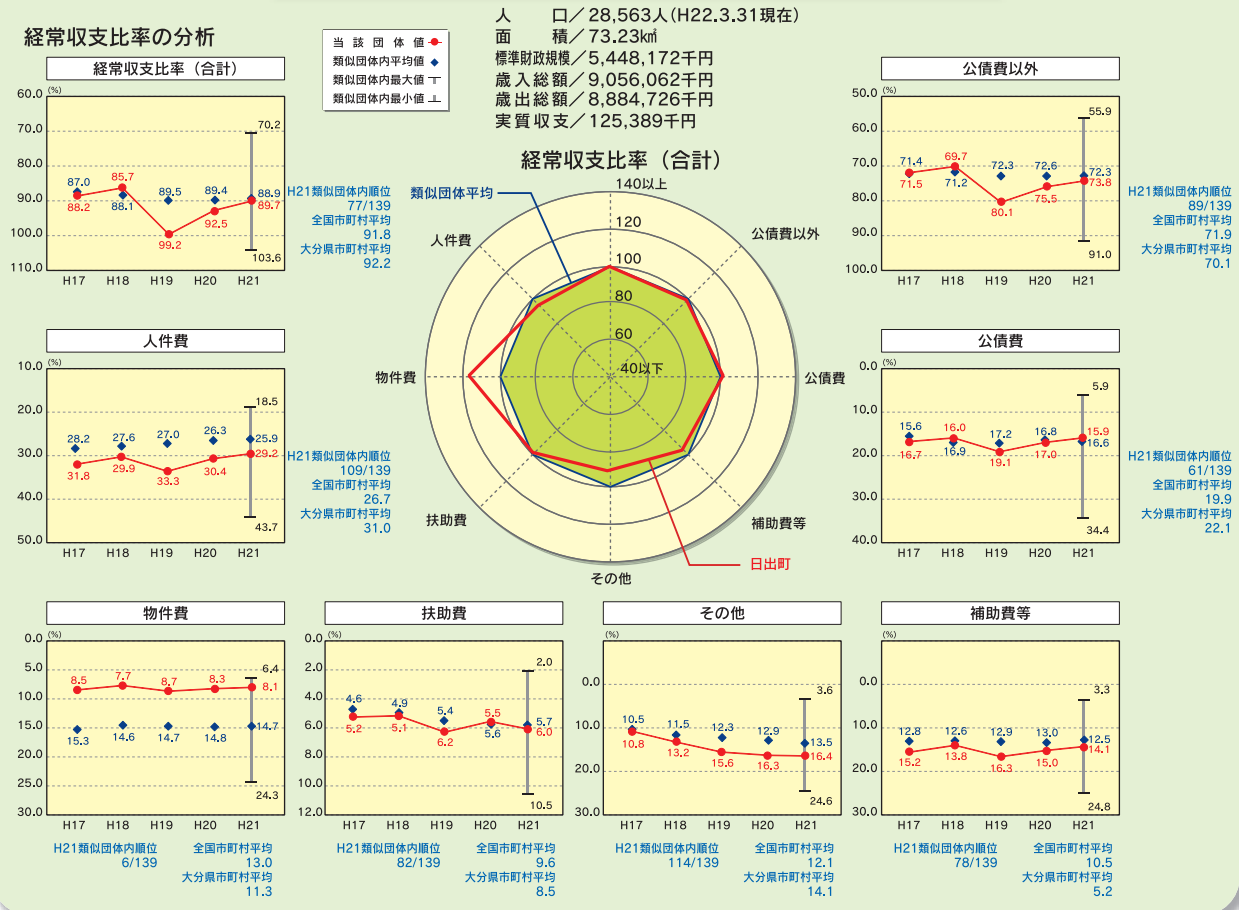 経常収支比率の分析
当該団体値
類似団体内平均値
類似団体内最大値
類似団体内最小値
人 口／28,563人(H22.3.31現在)
面 積／73.23㎢
標準財政規模／5,448,172千円
歳入総額／9,056,062千円
歳出総額／8,884,726千円
実質収支／125,389千円
経常収支比率（合計）
(%)
60.0
70.0
80.0
90.0
100.0
110.0
87.0
88.2
85.7
88.1
89.5
99.2
89.4
92.5
70.2
88.9
89.7
103.6
H17 H18 H19 H20 H21
H21類似団体内順位
77/139
全国市町村平均
91.8
大分県市町村平均
92.2
経常収支比率（合計）
類似団体平均
140以上
120
100
80
60
40以下
公債費以外
公債費
補助費等
その他
扶助費
物件費
人件費
日出町
公債費以外
(%)
50.0
60.0
70.0
80.0
90.0
100.0
71.4
71.5
69.7
71.2
72.3
80.1
72.6
75.5
55.9
72.3
73.8
91.0
H17 H18 H19 H20 H21
H21類似団体内順位
89/139
全国市町村平均
71.9
大分県市町村平均
70.1
人件費
(%)
10.0
20.0
30.0
40.0
50.0
28.2
31.8
27.6
29.9
27.0
33.3
26.3
30.4
18.5
25.9
29.2
43.7
H17 H18 H19 H20 H21
H21類似団体内順位
109/139
全国市町村平均
26.7
大分県市町村平均
31.0
公債費
(%)
0.0
10.0
20.0
30.0
40.0
15.6
16.7
16.0
16.9
17.2
19.1
16.8
17.0
5.9
15.9
16.6
34.4
H17 H18 H19 H20 H21
H21類似団体内順位
61/139
全国市町村平均
19.9
大分県市町村平均
22.1
物件費
(%)
0.0
5.0
10.0
15.0
20.0
25.0
30.0
8.5
15.3
7.7
14.6
8.7
14.7
8.3
14.8
6.4
8.1
14.7
24.3
H17 H18 H19 H20 H21
H21類似団体内順位
6/139
全国市町村平均
13.0
大分県市町村平均
11.3
扶助費
(%)
0.0
2.0
4.0
6.0
8.0
10.0
12.0
4.6
5.2
4.9
5.1
5.4
6.2
5.5
5.6
2.0
5.7
6.0
10.5
H17 H18 H19 H20 H21
H21類似団体内順位
82/139
全国市町村平均
9.6
大分県市町村平均
8.5
その他
(%)
0.0
10.0
20.0
30.0
10.5
10.8
11.5
13.2
12.3
15.6
12.9
16.3
3.6
13.5
16.4
24.6
H17 H18 H19 H20 H21
H21類似団体内順位
114/139
全国市町村平均
12.1
大分県市町村平均
14.1
補助費等
(%)
0.0
10.0
20.0
30.0
12.8
15.2
12.6
13.8
12.9
16.3
13.0
15.0
3.3
12.5
14.1
24.8
H17 H18 H19 H20 H21
H21類似団体内順位
78/139
全国市町村平均
10.5
大分県市町村平均
5.2